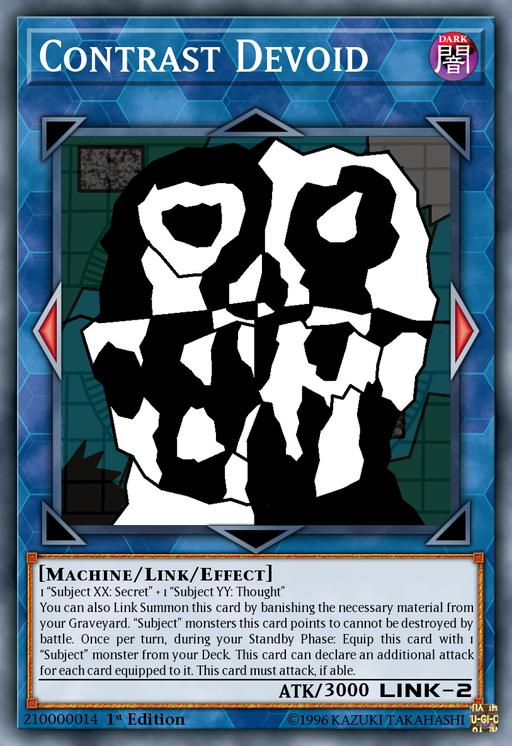 CONTRAST DEVOID
DARK
闇
[MACHINE/LINK/EFFECT]
1 "Subject XX: Secret" + 1 "Subject YY: Thought"
You can also Link Summon this card by banishing the necessary material from
your Graveyard. "Subject" monsters this card points to cannot be destroyed by
battle. Once per turn, during your Standby Phase: Equip this card with 1
"Subject" monster from your Deck. This card can declare an additional attack
for each card equipped to it. This card must attack, if able.
ATK/3000 LINK-2
210000014 1st Edition ©1996 KAZUKI TAKAHASHI